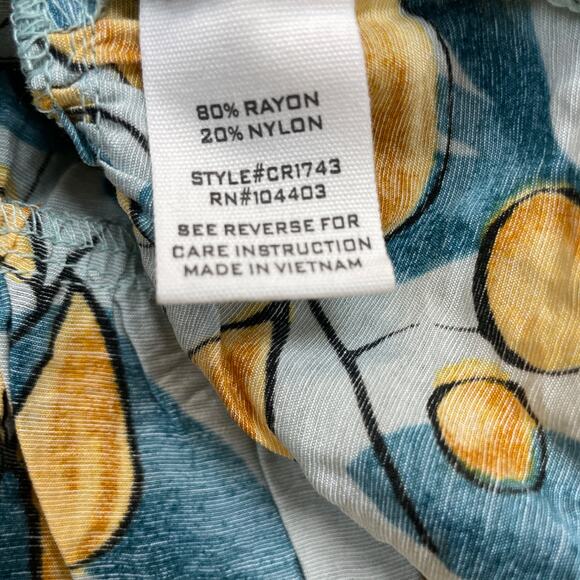 80% RAYON
20% NYLON
STYLE#CR1743
RN#104403
SEE REVERSE FOR
CARE INSTRUCTION
MADE IN VIETNAM